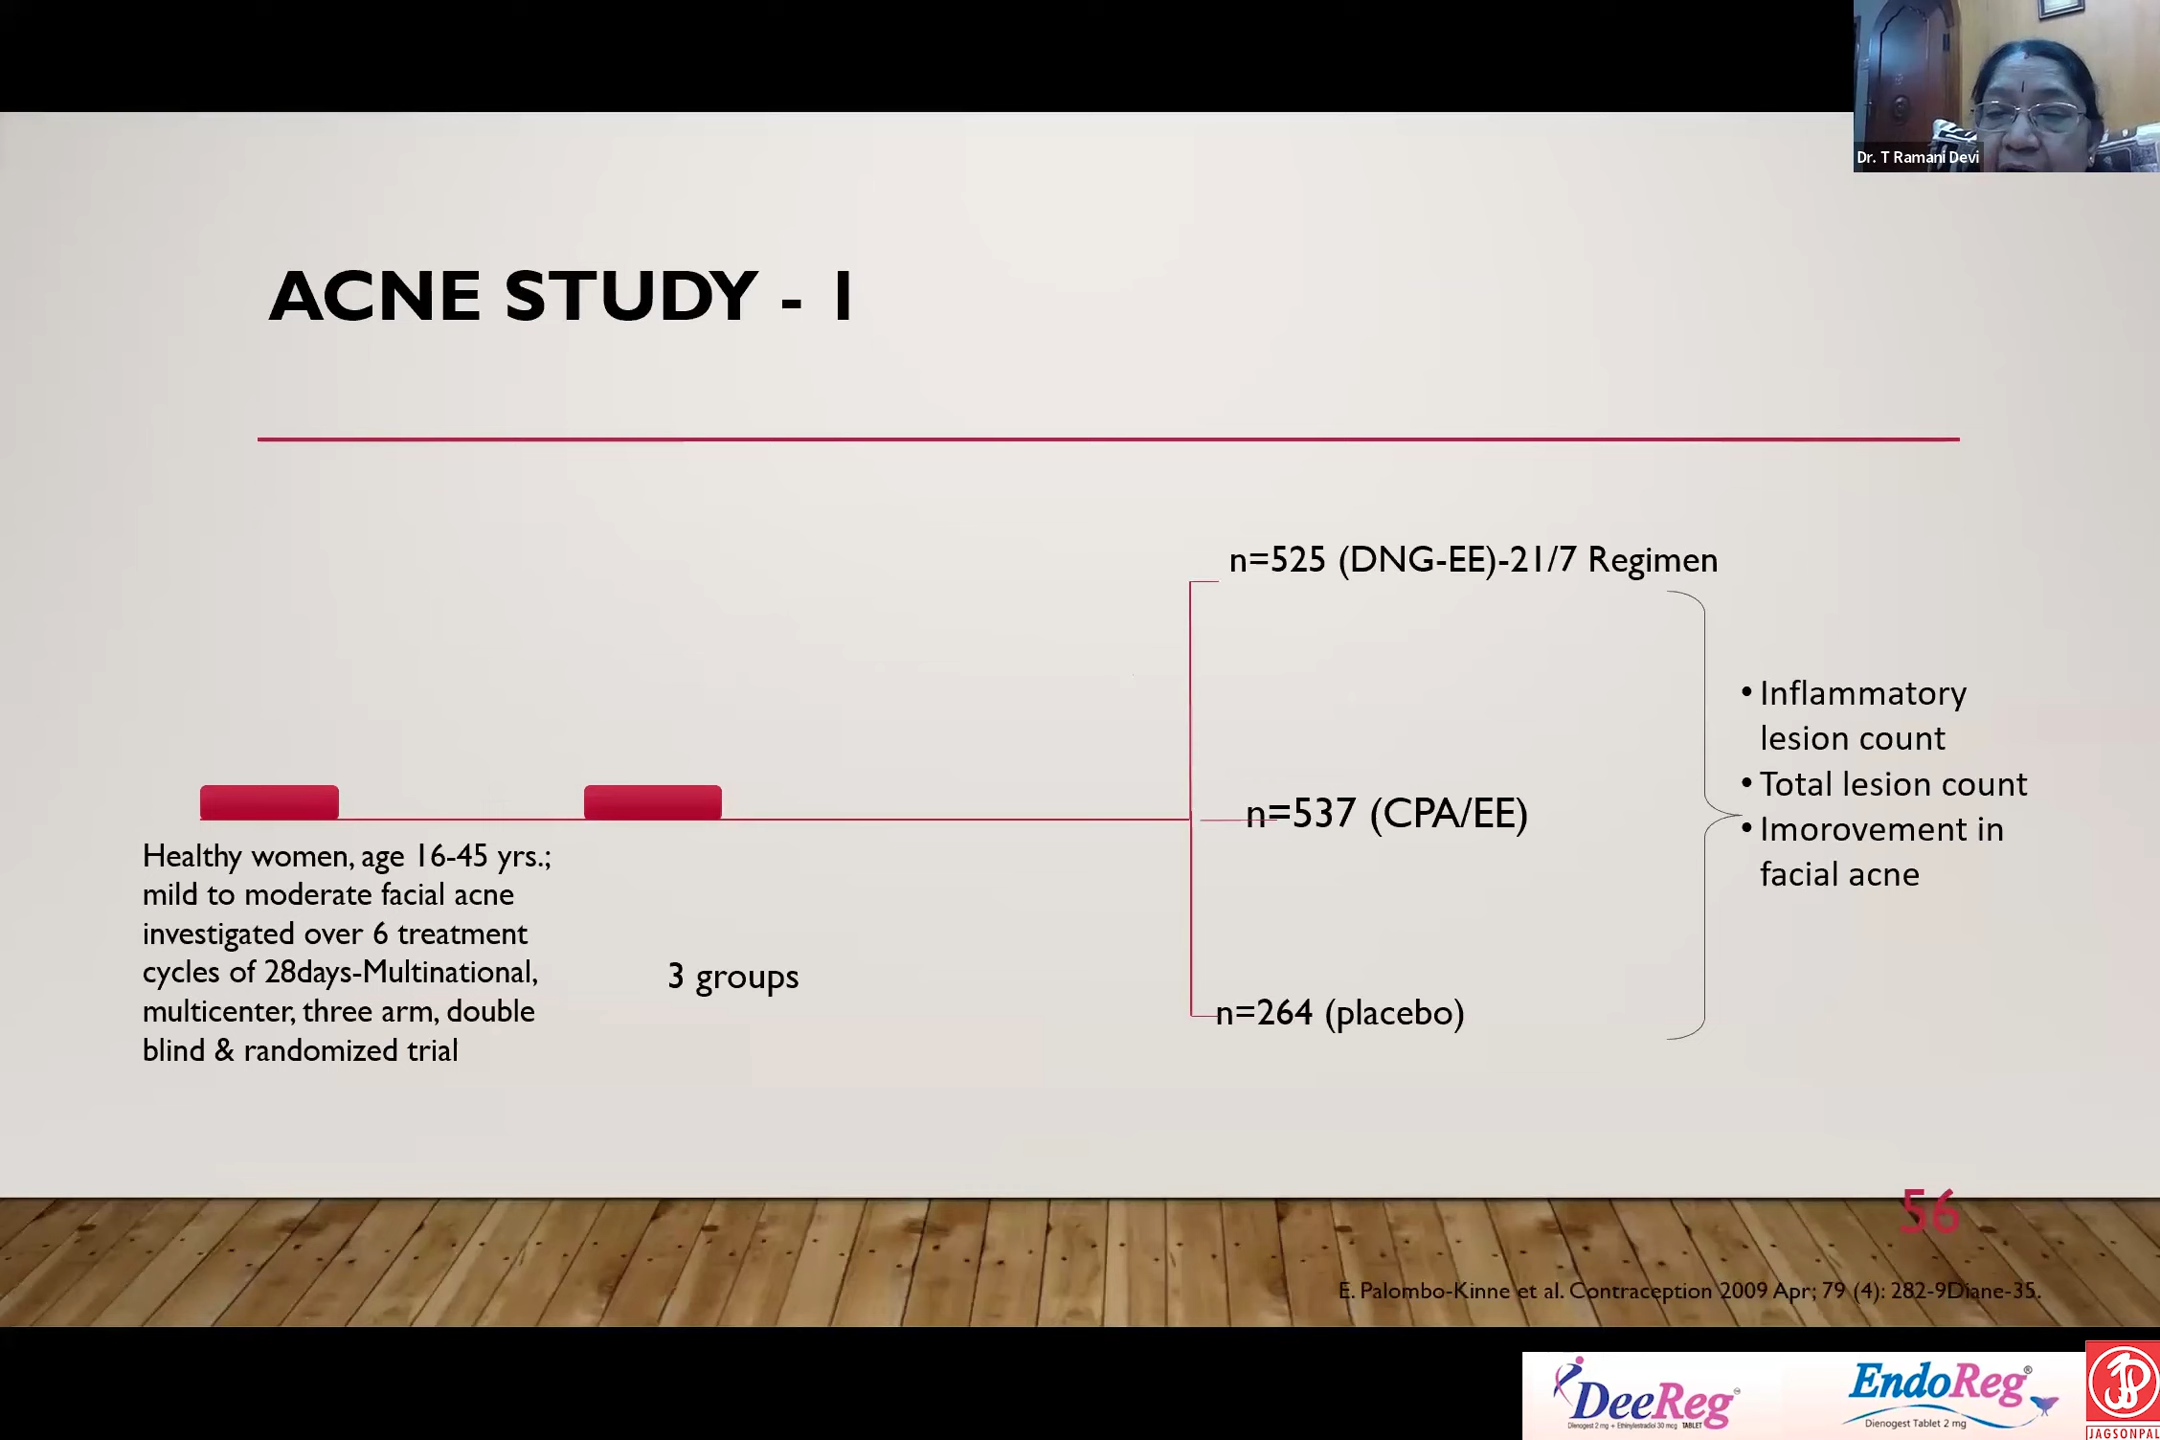 Dr. T Ramani Devi
ACNE STUDY - I
n=525 (DNG-EE)-21/7 Regimen
• Inflammatory
lesion count
• Total lesion count
• Imorovement in
facial acne
n=537 (CPA/EE)
Healthy women, age 16-45 yrs.;
mild to moderate facial acne
investigated over 6 treatment
cycles of 28days-Multinational,
multicenter, three arm, double
blind & randomized trial
3 groups
n=264 (placebo)
56
E. Palombo-Kinne et al. Contraception 2009 Apr; 79 (4): 282-9Diane-35.
DeeReg™
Dienogest 2 mg + Ethinylestradiol 30 mcg TABLET
EndoReg®
Dienogest Tablet 2 mg
JAGSONPAL